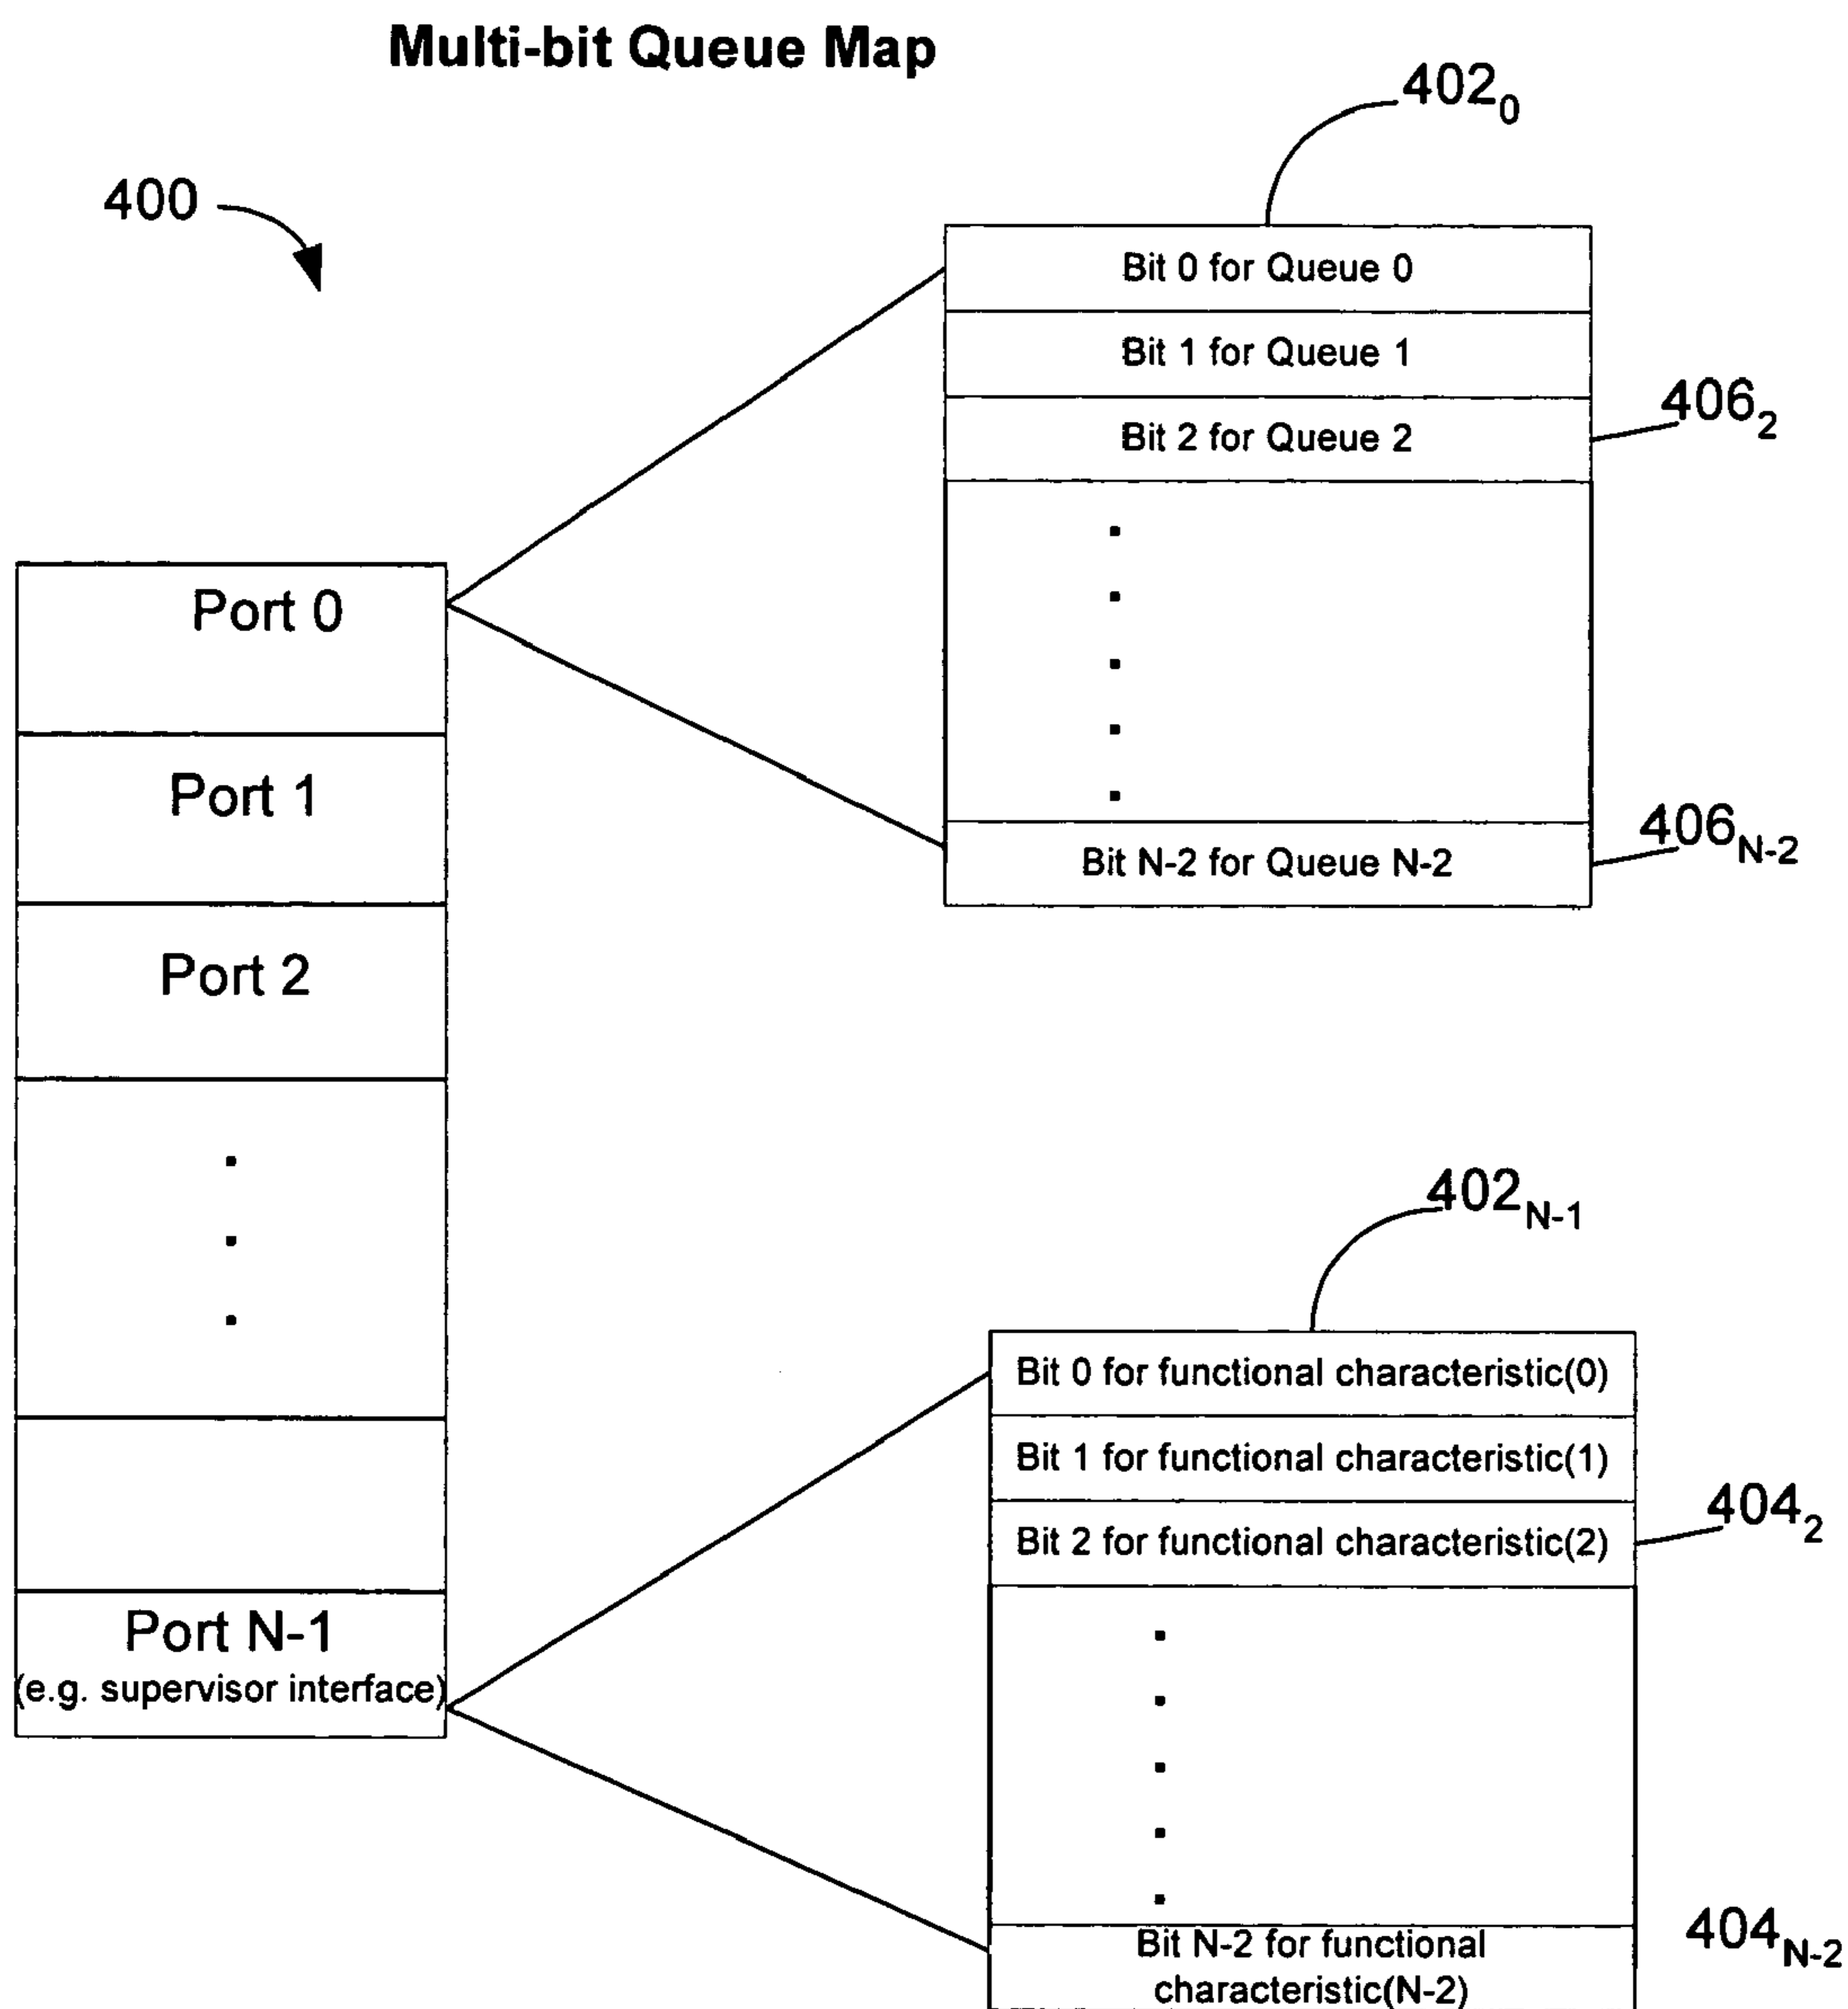 Multi-bit Queue Map
402₀
400
Bit 0 for Queue 0
Bit 1 for Queue 1
406₂
Bit 2 for Queue 2
Port 0
Port 1
406N-2
Bit N-2 for Queue N-2
Port 2
402N-1
Bit 0 for functional characteristic(0)
Bit 1 for functional characteristic(1)
404₂
Bit 2 for functional characteristic(2)
Port N-1
(e.g. supervisor interface)
404N-2
Bit N-2 for functional
characteristic(N-2)